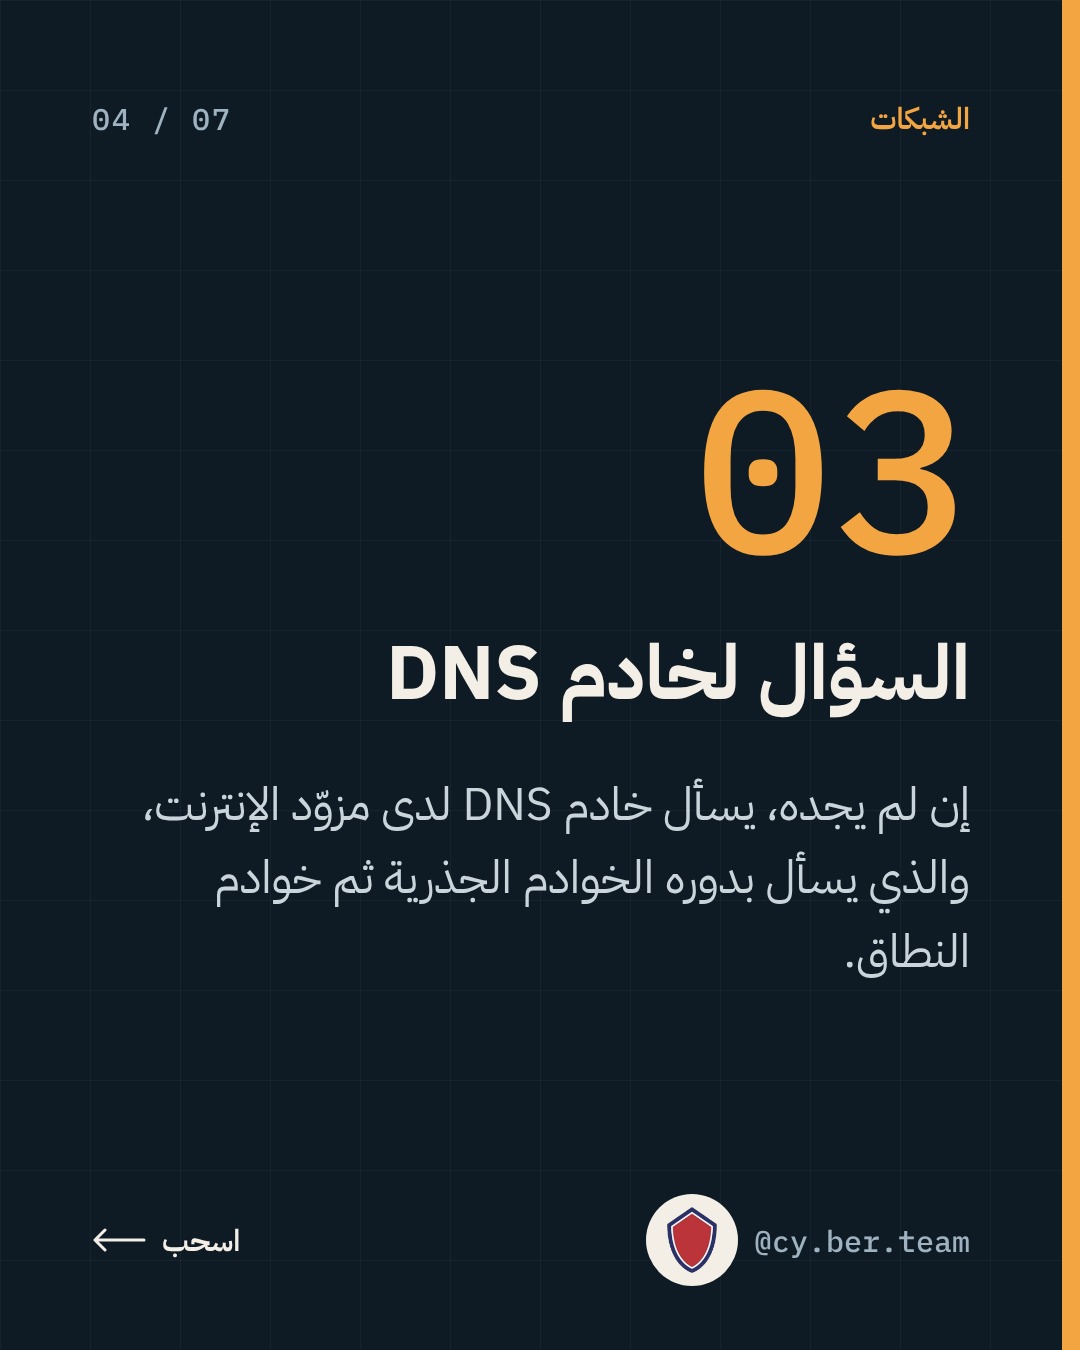 الشبكات
04 / 07
03
السؤال لخادم DNS
إن لم يجده، يسأل خادم DNS لدى مزوّد الإنترنت،
والذي يسأل بدوره الخوادم الجذرية ثم خوادم
النطاق.
@cy.ber.team
اسحب ←